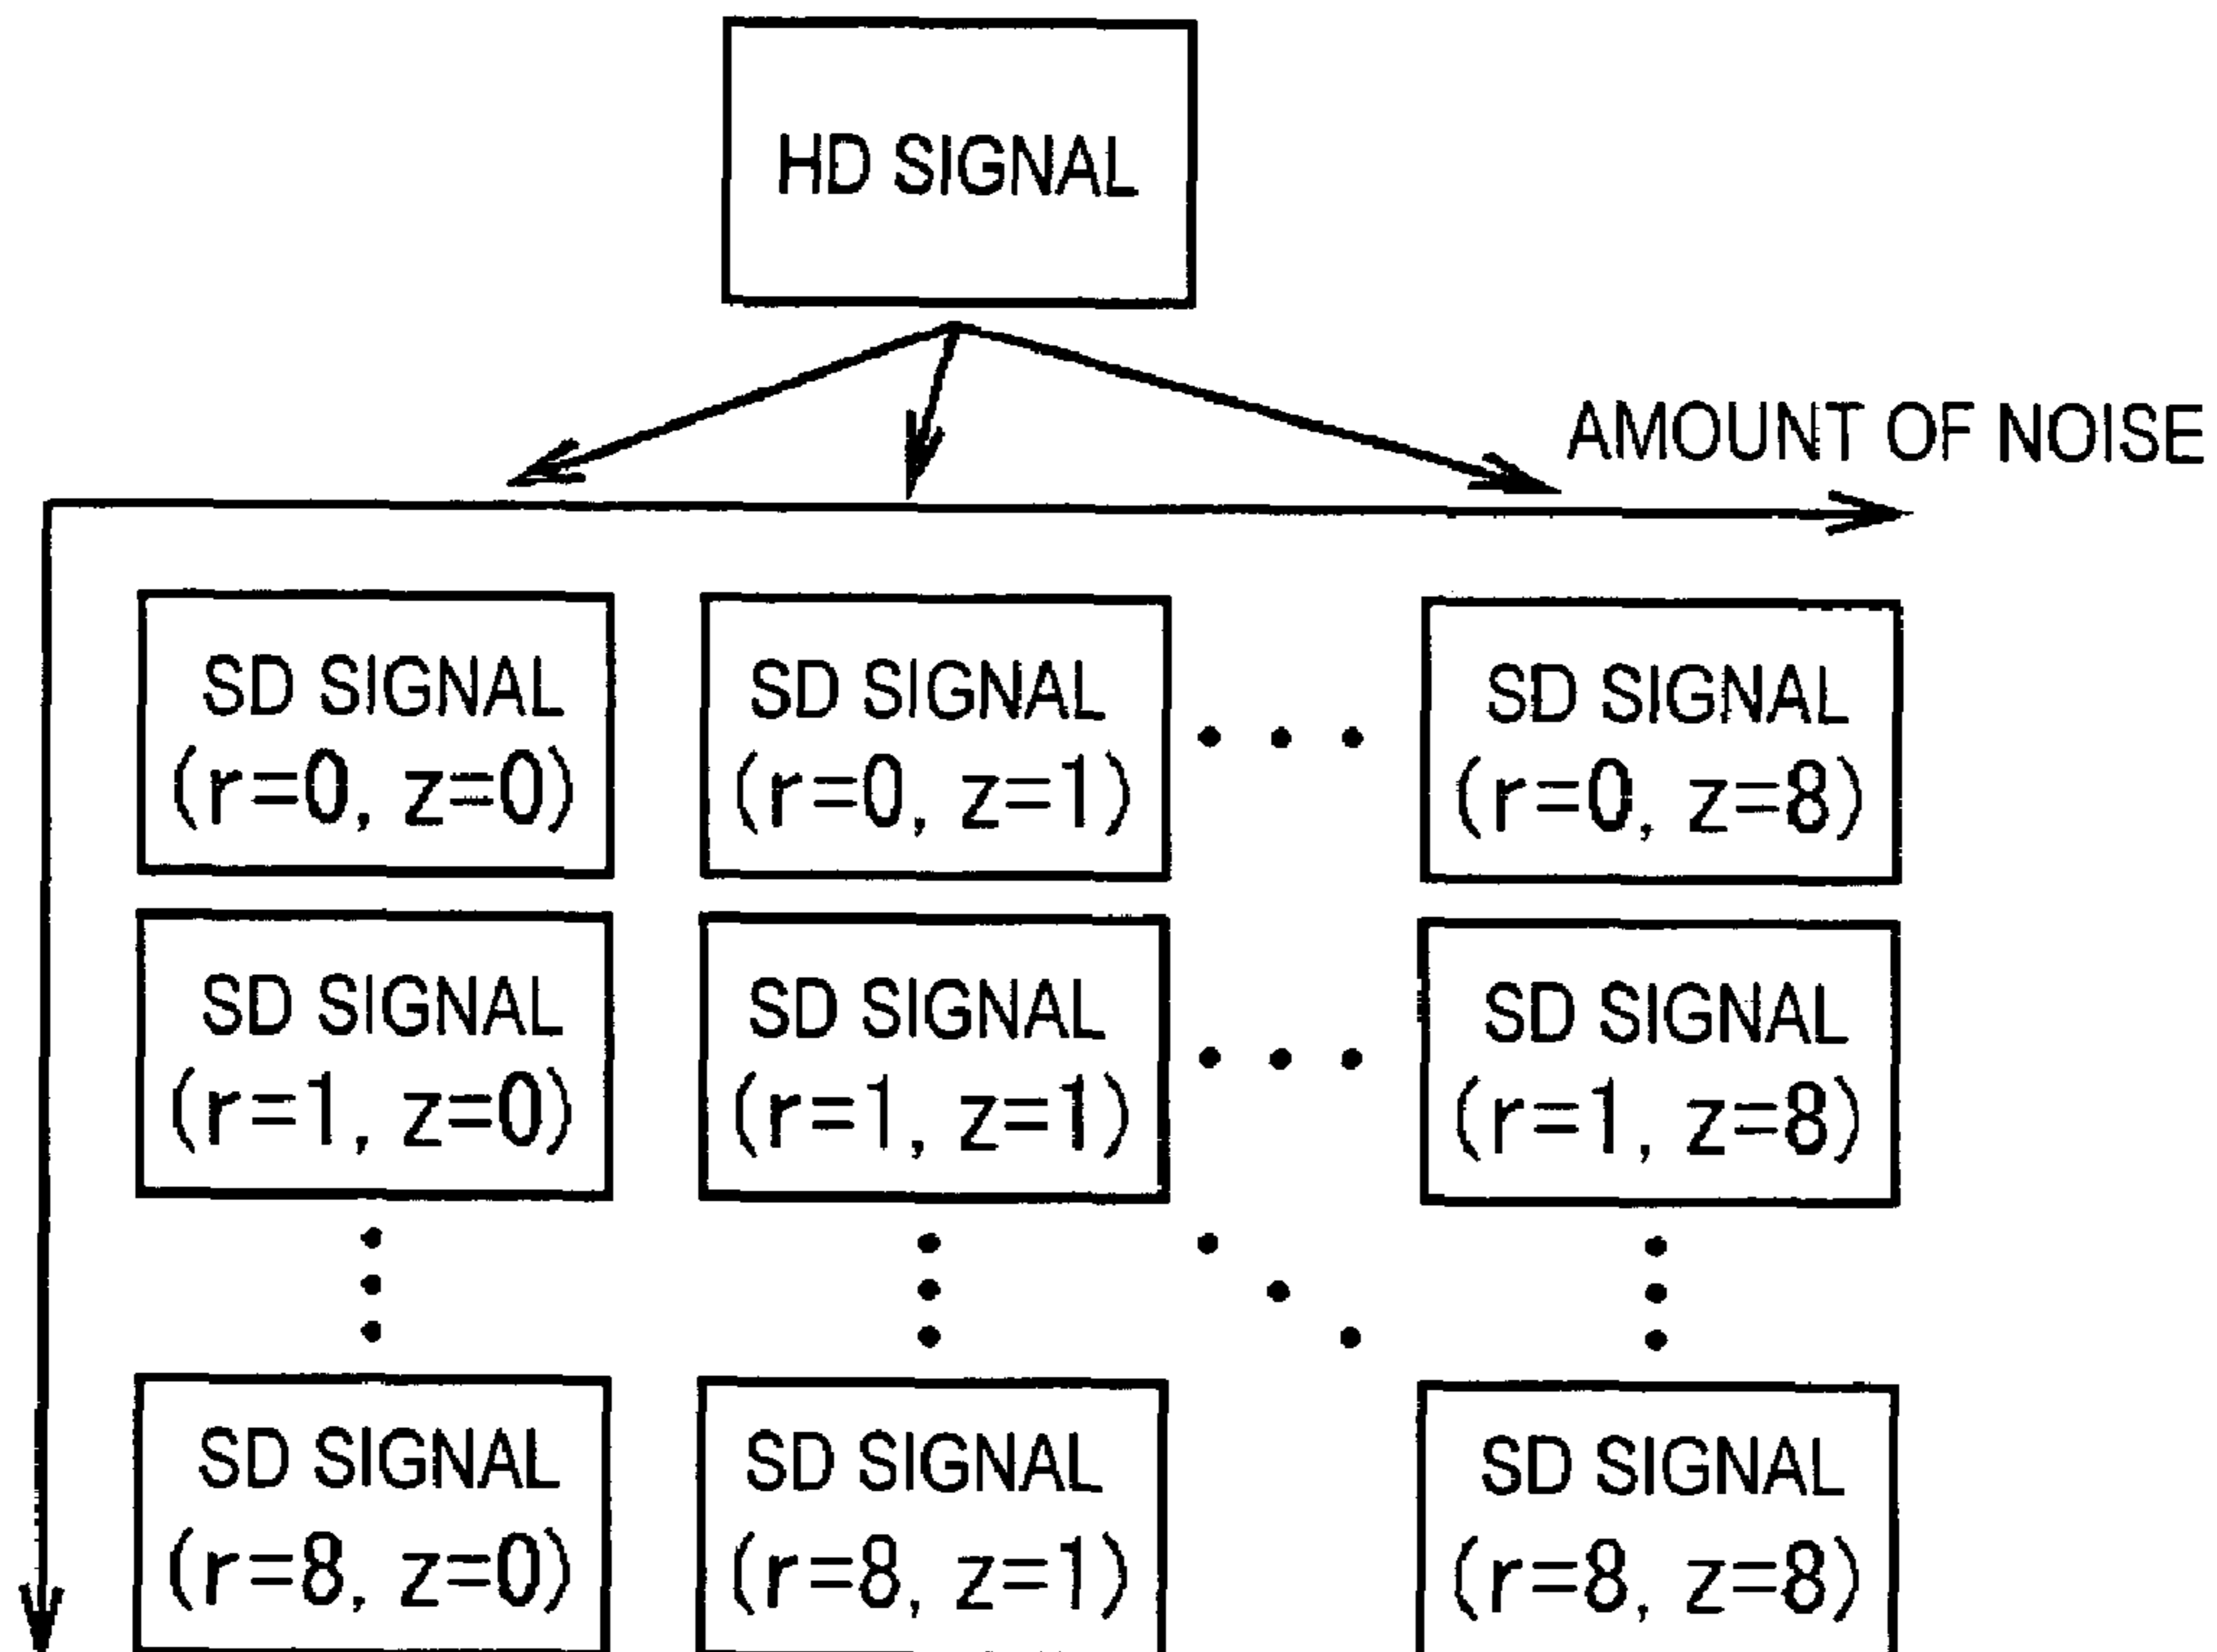 HD SIGNAL
AMOUNT OF NOISE
SD SIGNAL
(r=0, z=0)
SD SIGNAL
(r=0, z=1)
SD SIGNAL
(r=0, z=8)
SD SIGNAL
(r=1, z=0)
SD SIGNAL
(r=1, z=1)
SD SIGNAL
(r=1, z=8)
SD SIGNAL
(r=8, z=0)
SD SIGNAL
(r=8, z=1)
SD SIGNAL
(r=8, z=8)